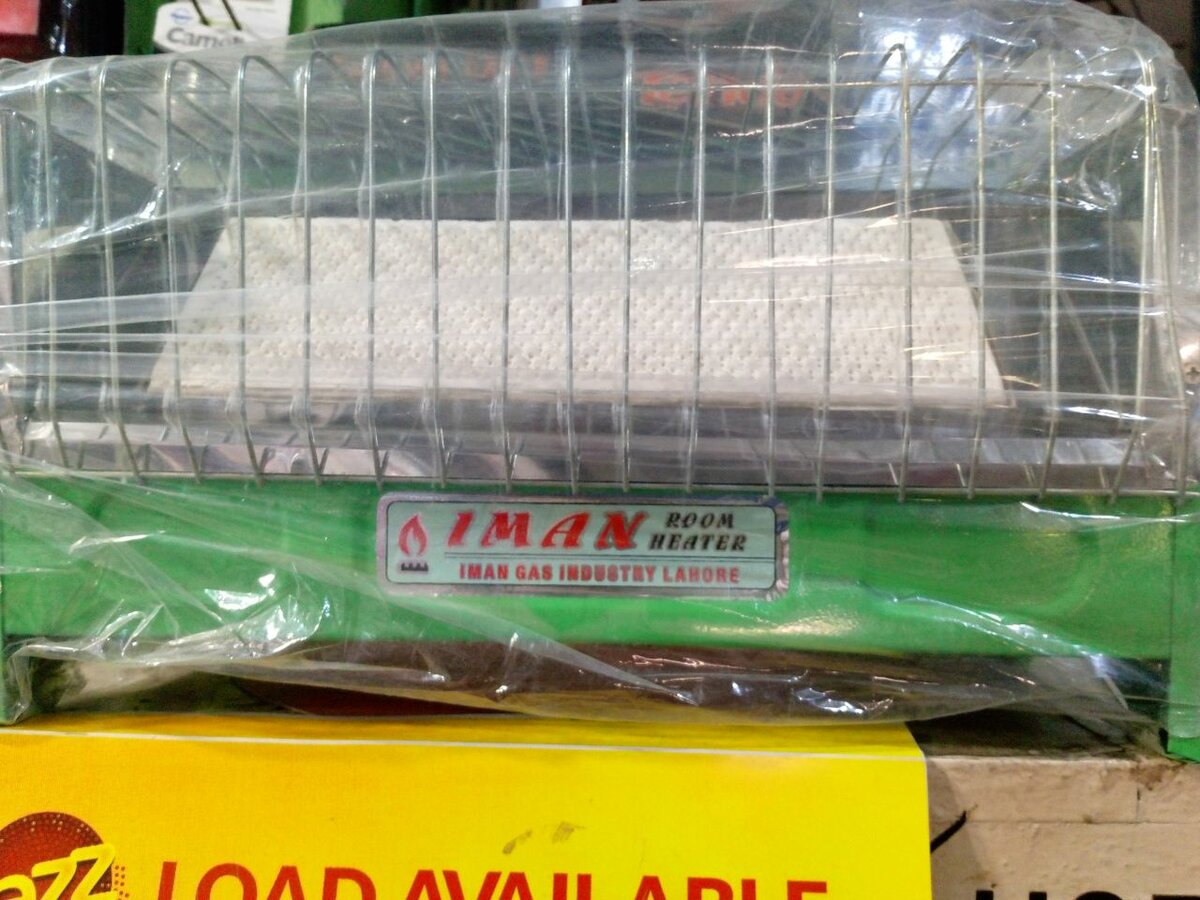 IMAN ROOM HEATER
IMAN GAS INDUSTRY LAHORE
LOAD AVAILABLE